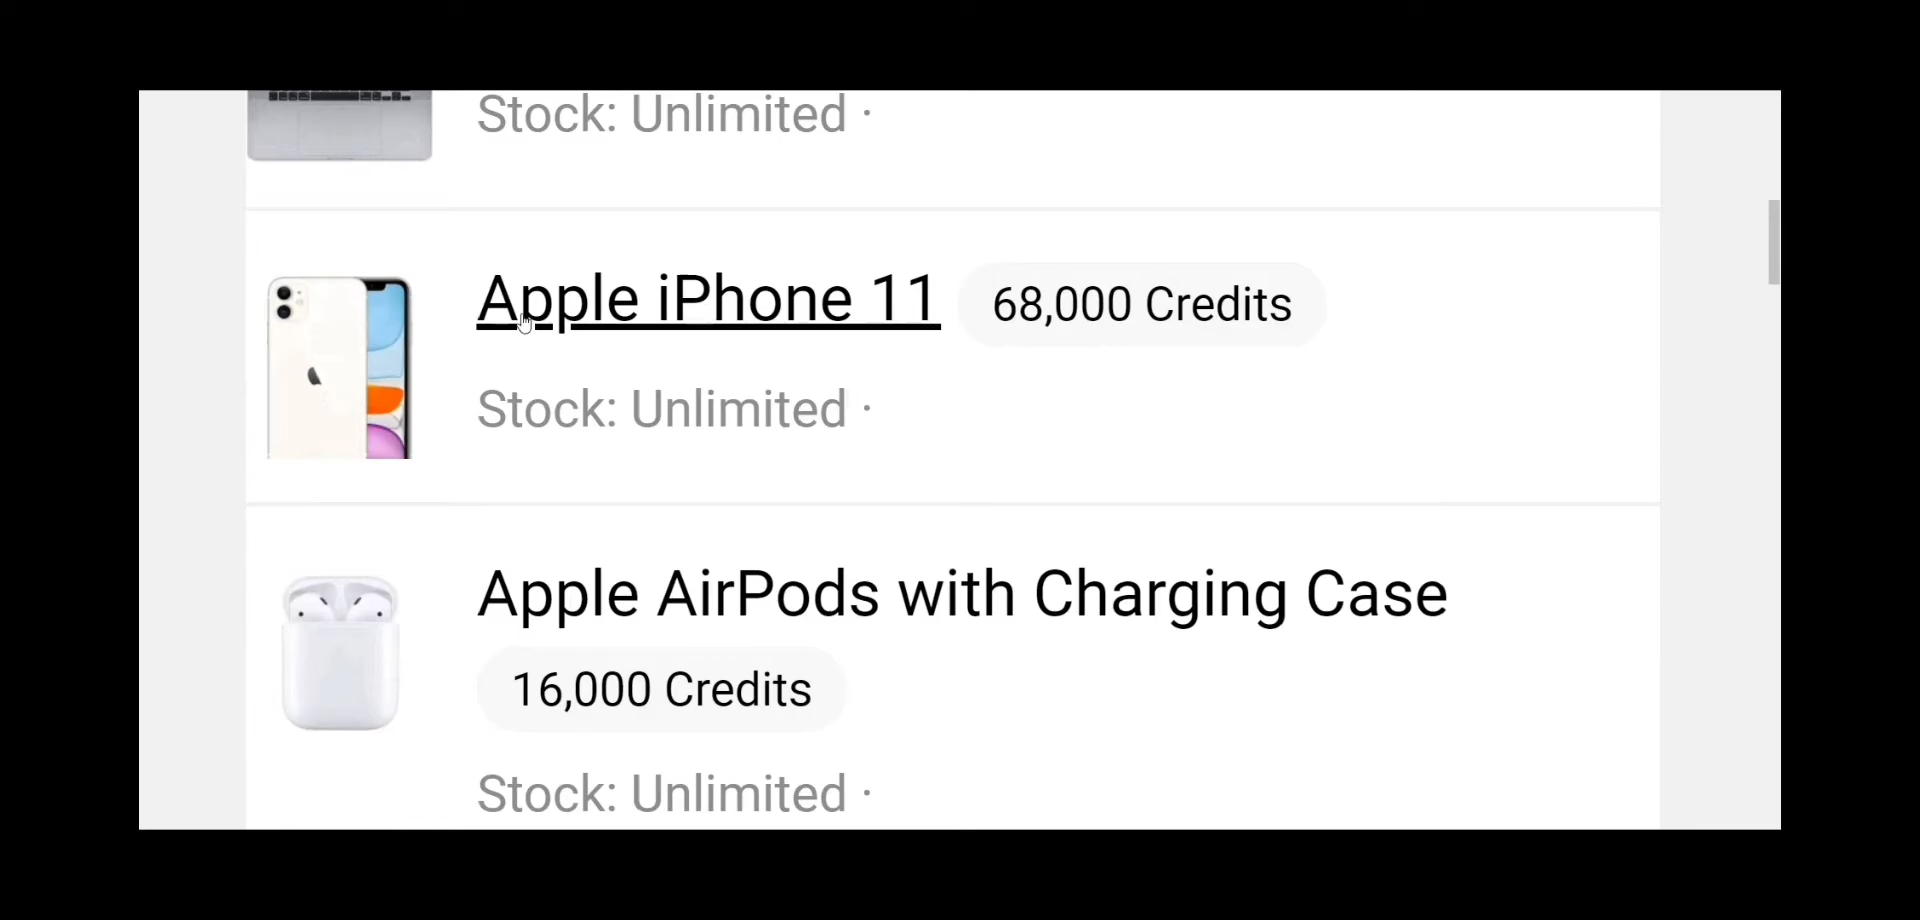 Stock: Unlimited ·
Apple iPhone 11 68,000 Credits
Stock: Unlimited ·
Apple AirPods with Charging Case
16,000 Credits
Stock: Unlimited ·